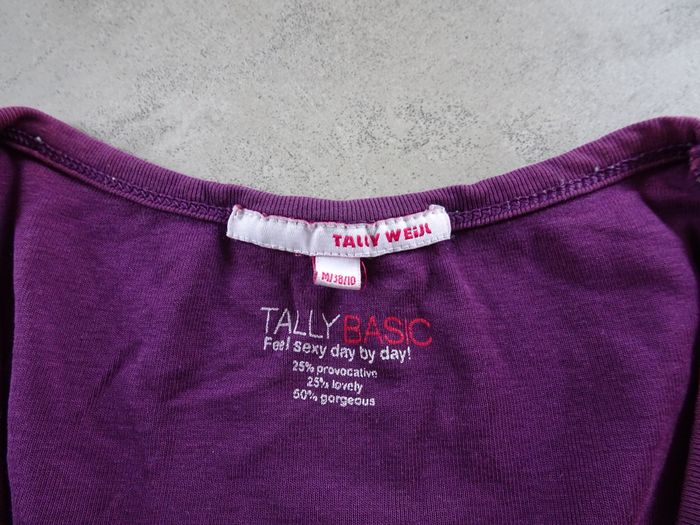 TALLY WEiJL
M/38/10
TALLY BASIC
Feel sexy day by day!
25% provocative
25% lovely
50% gorgeous